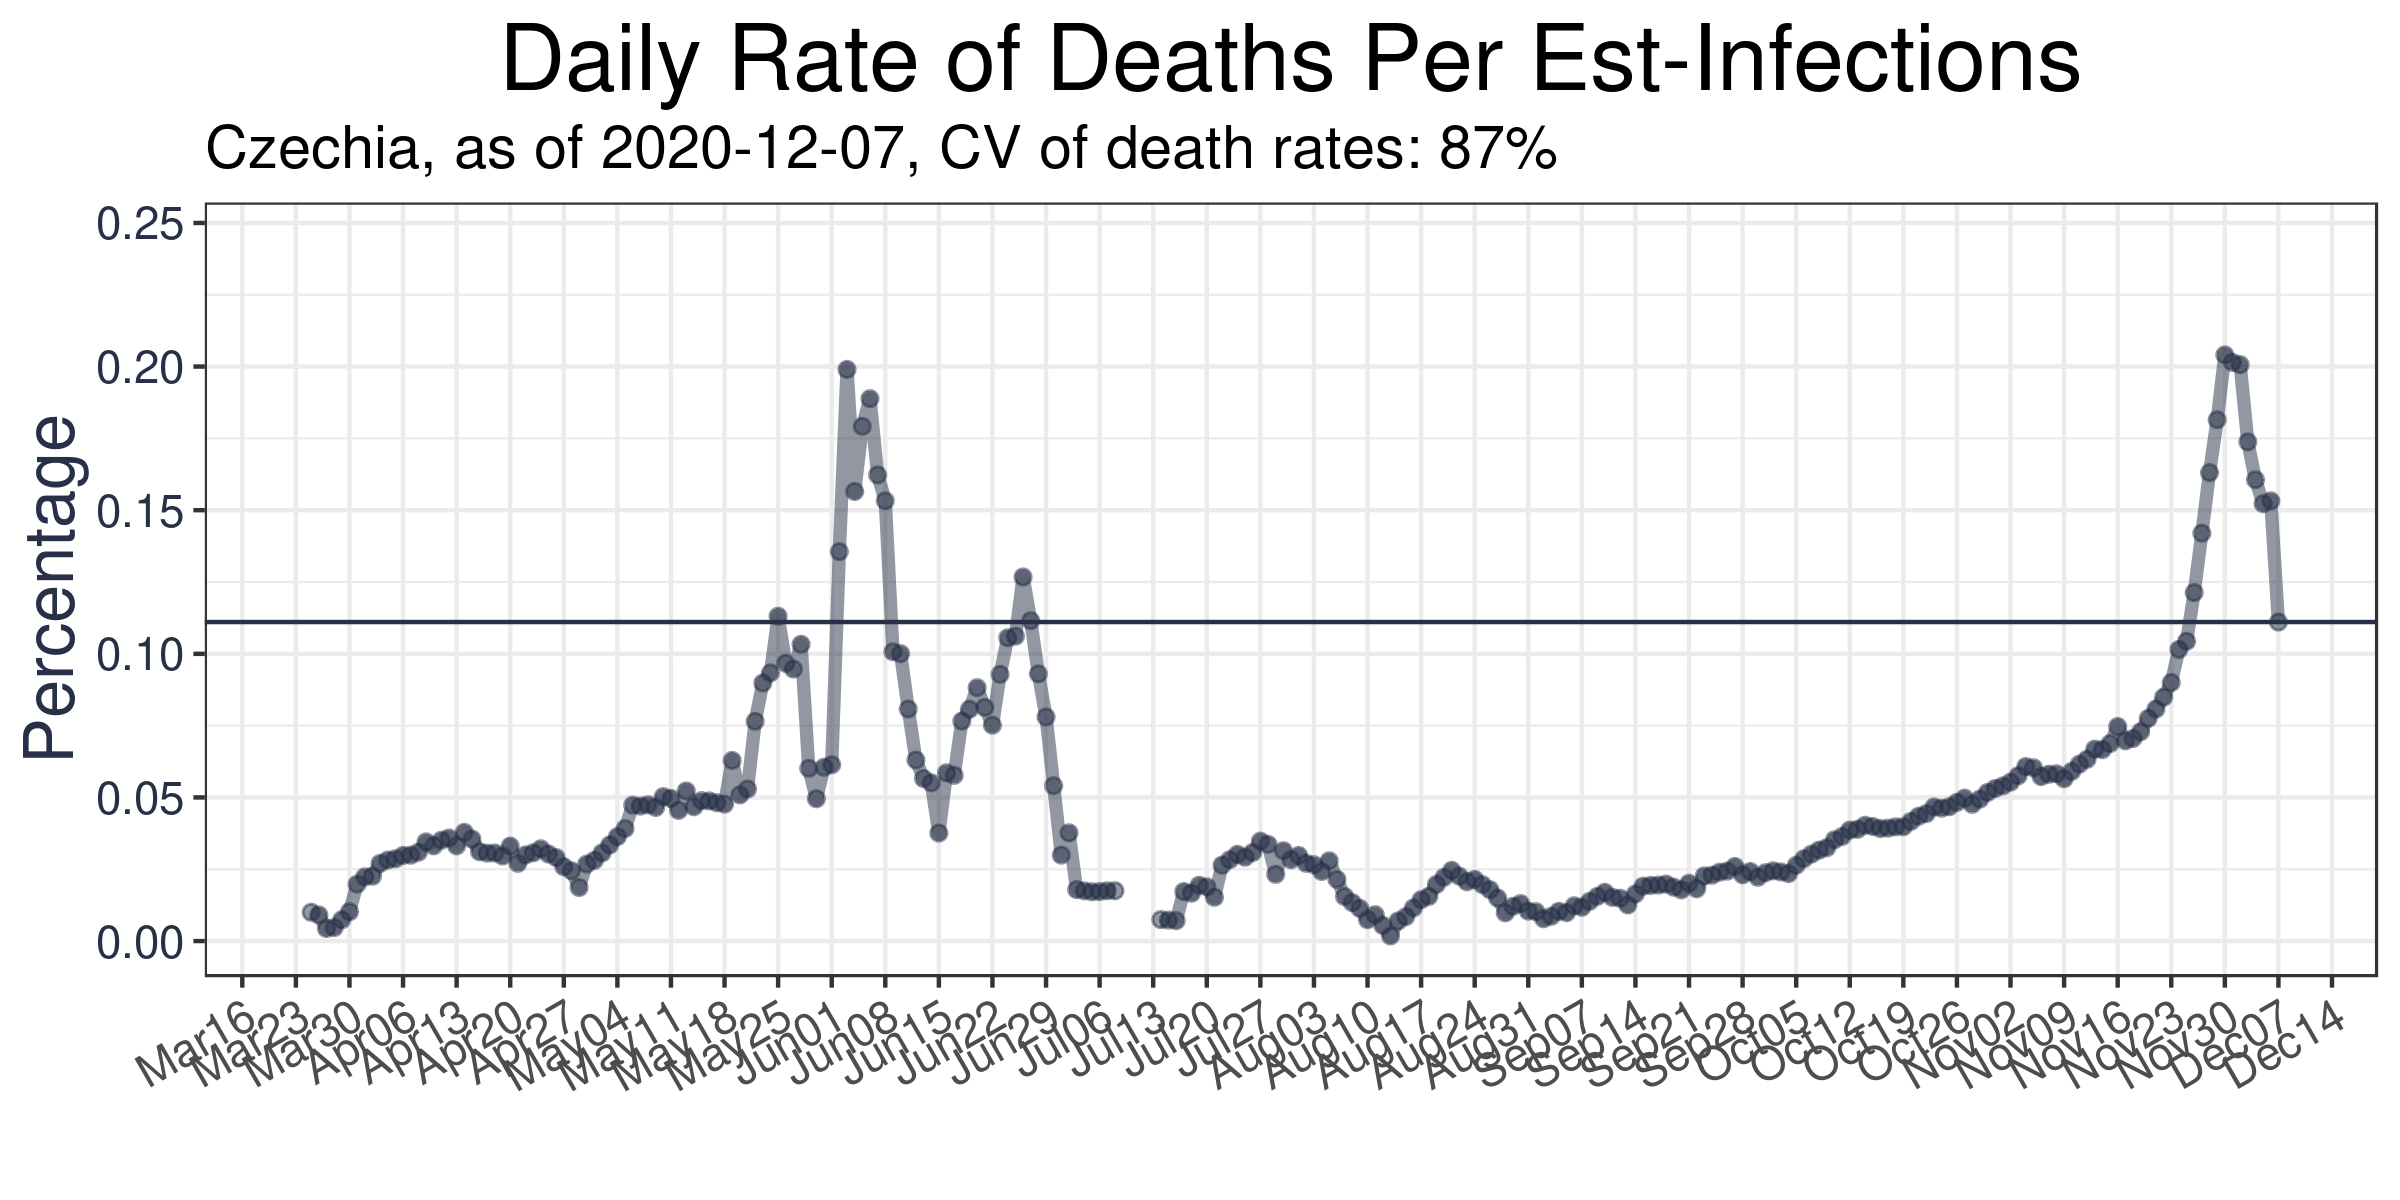 Daily Rate of Deaths Per Est-Infections
Czechia, as of 2020-12-07, CV of death rates: 87%
Percentage
0.25
0.20
0.15
0.10
0.05
0.00
Mar16
Mar23
Mar30
Apr06
Apr13
Apr20
Apr27
May04
May11
May18
May25
Jun01
Jun08
Jun15
Jun22
Jun29
Jul06
Jul13
Jul20
Jul27
Aug03
Aug10
Aug17
Aug24
Aug31
Sep07
Sep14
Sep21
Sep28
Oct05
Oct12
Oct19
Oct26
Nov02
Nov09
Nov16
Nov23
Nov30
Dec07
Dec14